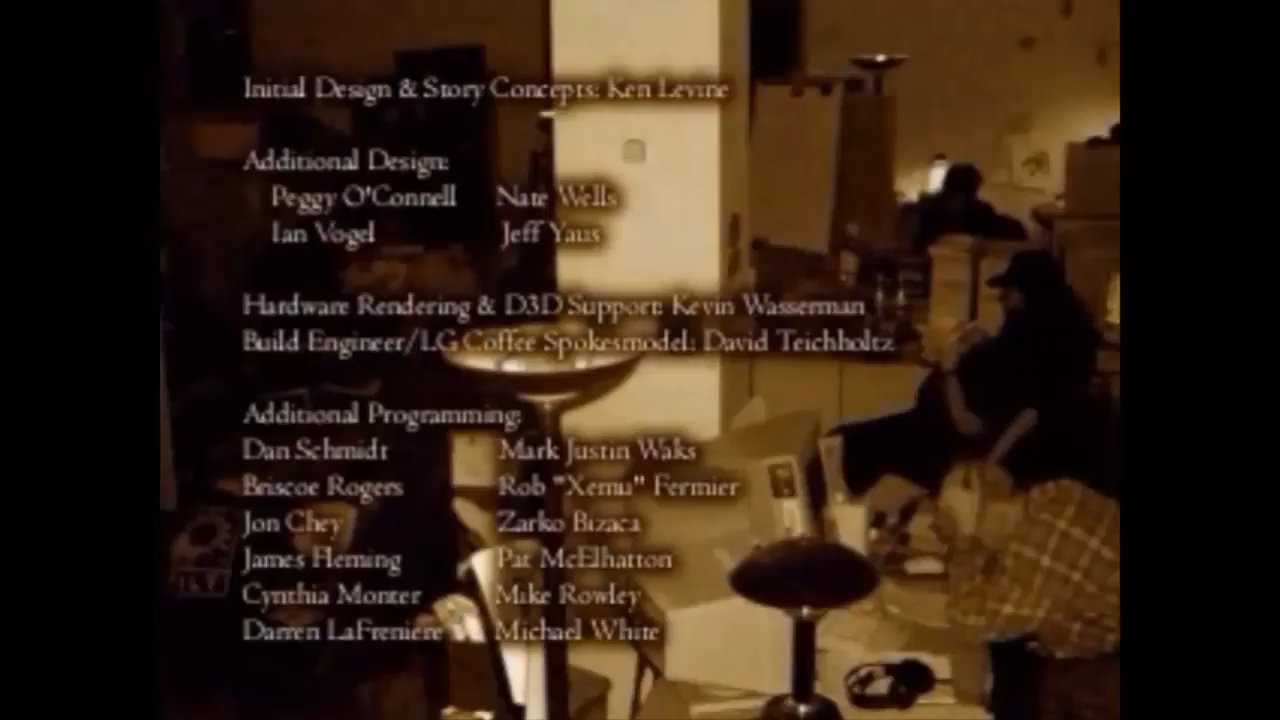 Initial Design & Story Concepts: Ken Levine
Additional Design:
Peggy O'Connell Nate Wells
Ian Vogel Jeff Yaus
Hardware Rendering & D3D Support: Kevin Wasserman
Build Engineer/LG Coffee Spokesmodel: David Teichholtz
Additional Programming:
Dan Schmidt Mark Justin Waks
Briscoe Rogers Rob "Xemu" Fermier
Jon Chey Zarko Bizaca
James Fleming Pat McElhatton
Cynthia Monter Mike Rowley
Darren LaFreniere Michael White